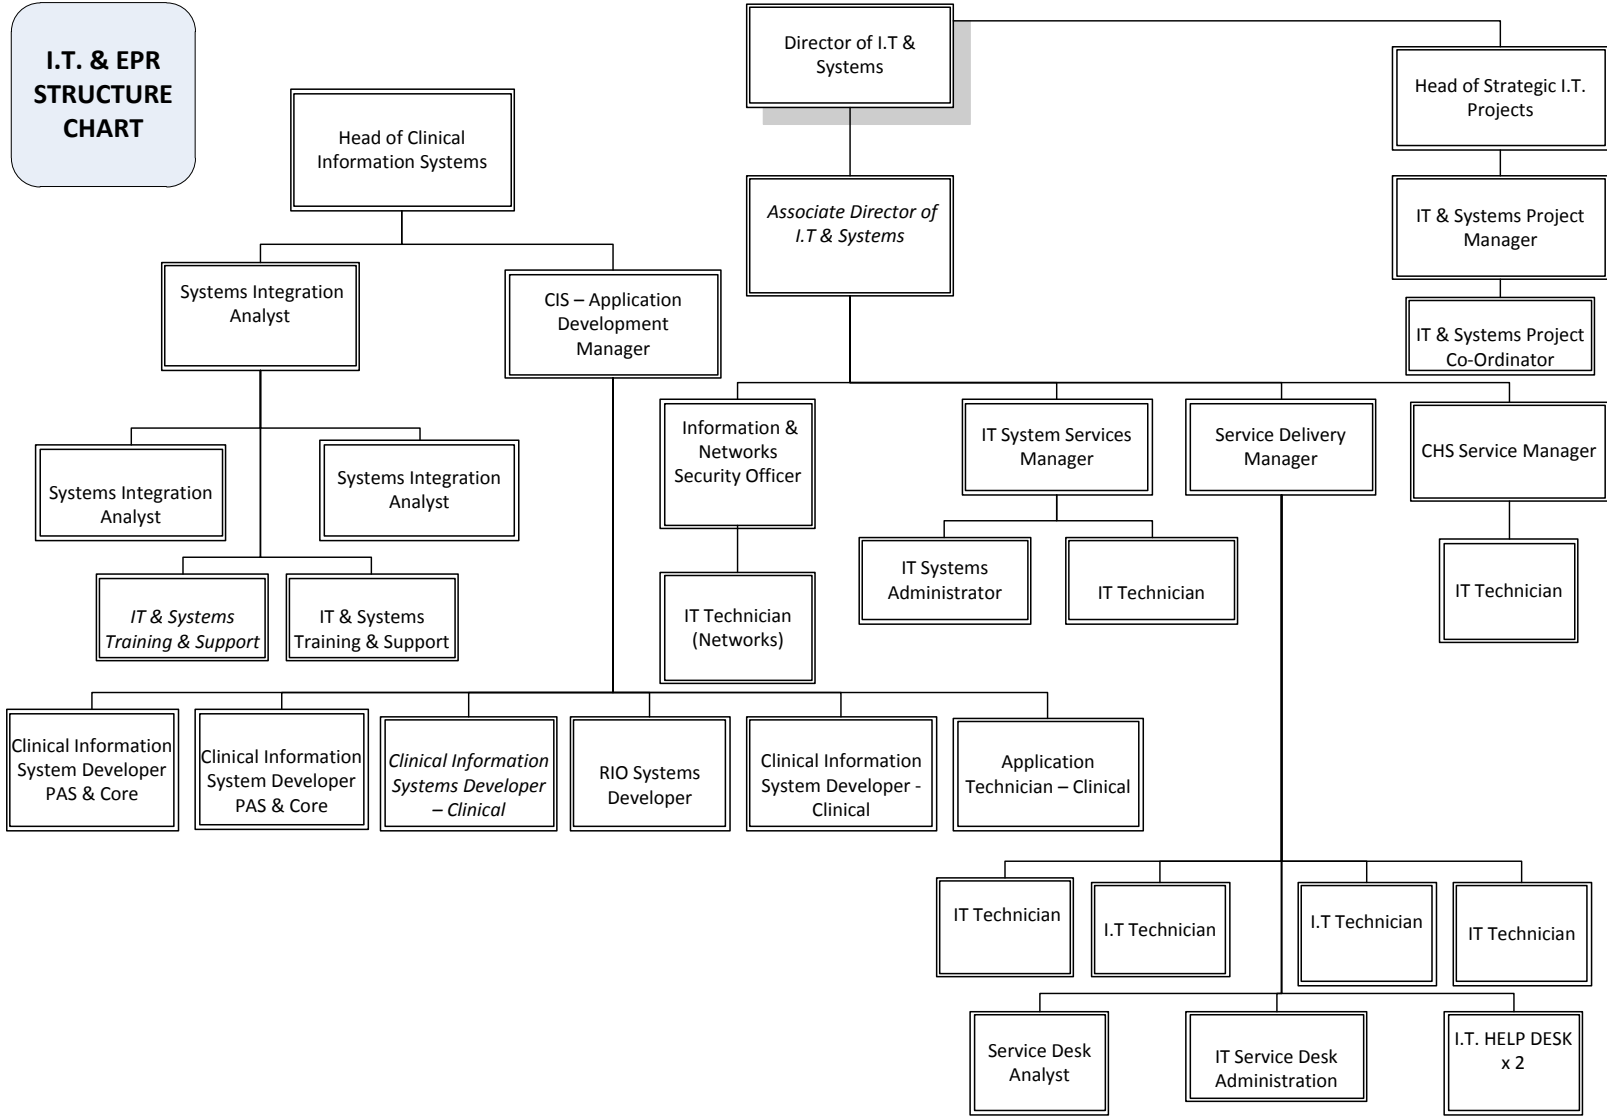 I.T. & EPR
STRUCTURE
CHART
Director of I.T &
Systems
Head of Strategic I.T.
Projects
Head of Clinical
Information Systems
Associate Director of
I.T & Systems
IT & Systems Project
Manager
Systems Integration
Analyst
CIS – Application
Development
Manager
IT & Systems Project
Co-Ordinator
Information &
Networks
Security Officer
IT System Services
Manager
Service Delivery
Manager
CHS Service Manager
Systems Integration
Analyst
Systems Integration
Analyst
IT Systems
Administrator
IT Technician
IT Technician
IT & Systems
Training & Support
IT & Systems
Training & Support
IT Technician
(Networks)
Clinical Information
System Developer
PAS & Core
Clinical Information
System Developer
PAS & Core
Clinical Information
Systems Developer
– Clinical
RIO Systems
Developer
Clinical Information
System Developer -
Clinical
Application
Technician – Clinical
IT Technician
I.T Technician
I.T Technician
IT Technician
Service Desk
Analyst
IT Service Desk
Administration
I.T. HELP DESK
x 2